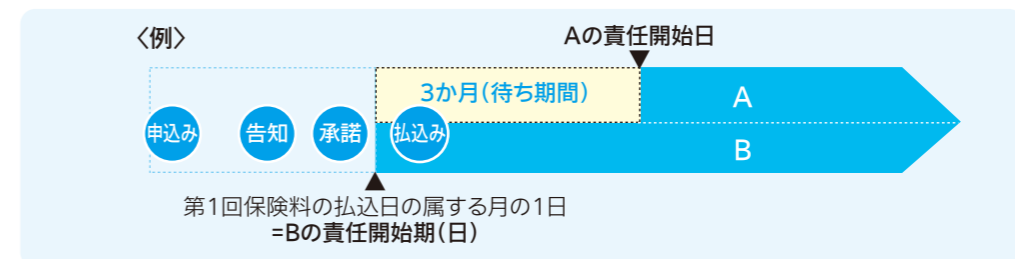 〈例〉
Aの責任開始日
3か月(待ち期間)
A
申込み
告知
承諾
払込み
B
第1回保険料の払込日の属する月の1日
=Bの責任開始期(日)